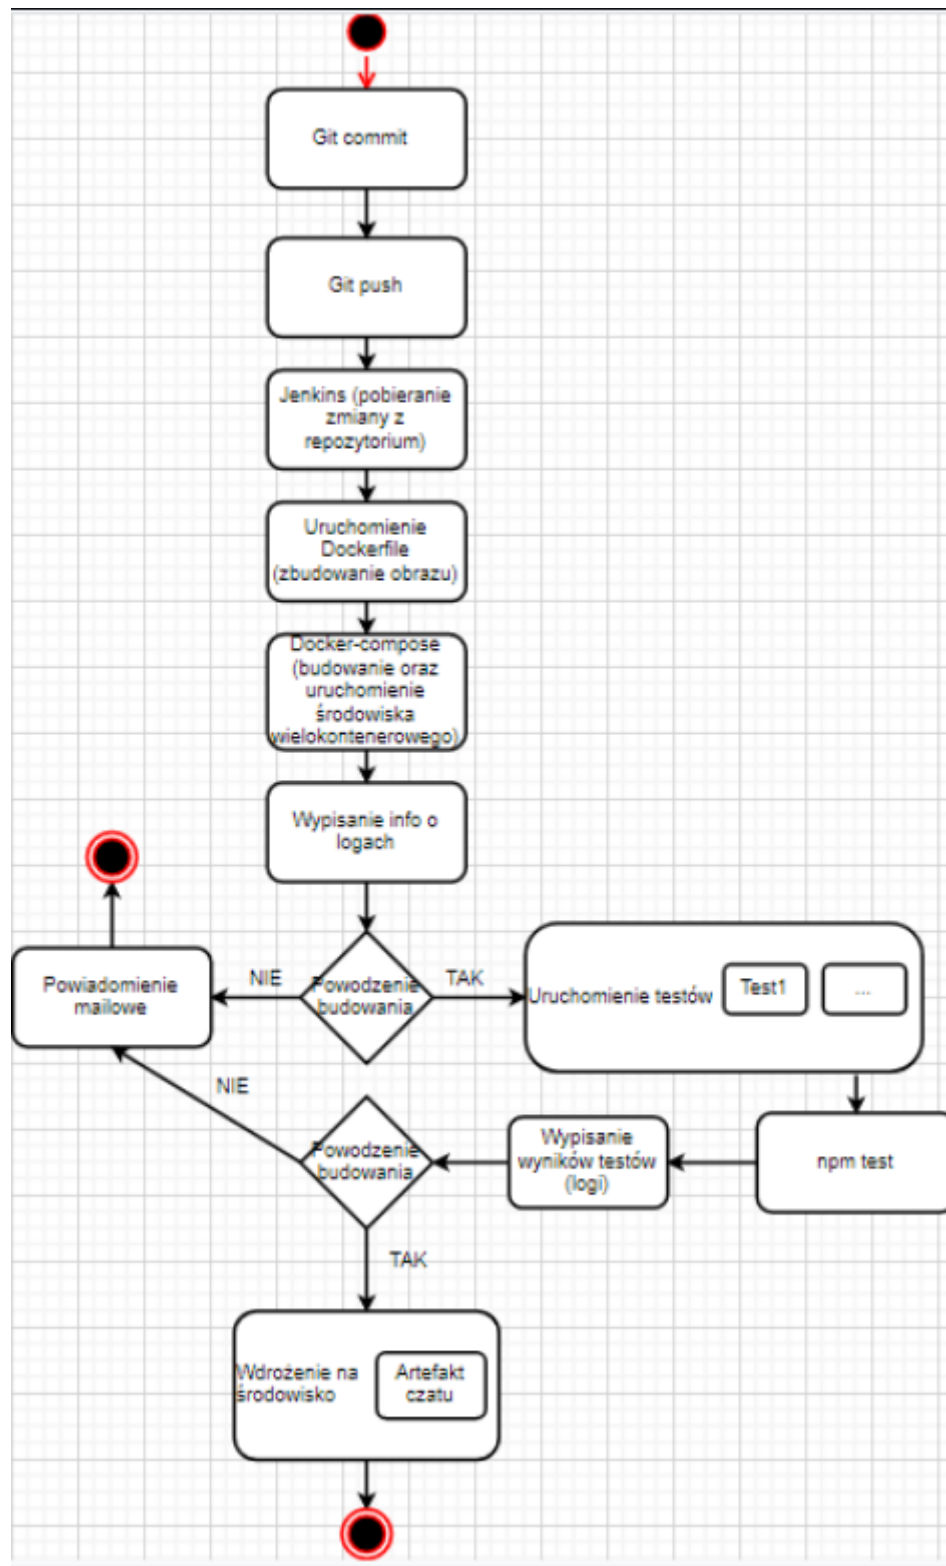 Git commit
Git push
Jenkins (pobieranie
zmiany z
repozytorium)
Uruchomienie
Dockerfile
(zbudowanie obrazu)
Docker-compose
(budowanie oraz
uruchomienie
środowiska
wielokontenerowego)
Wypisanie info o
logach
Powodzenie
budowania
NIE
TAK
Powiadomienie
mailowe
Uruchomienie testów
Test1
...
NIE
Powodzenie
budowania
Wypisanie
wyników testów
(logi)
npm test
TAK
Wdrożenie na
środowisko
Artefakt
czatu